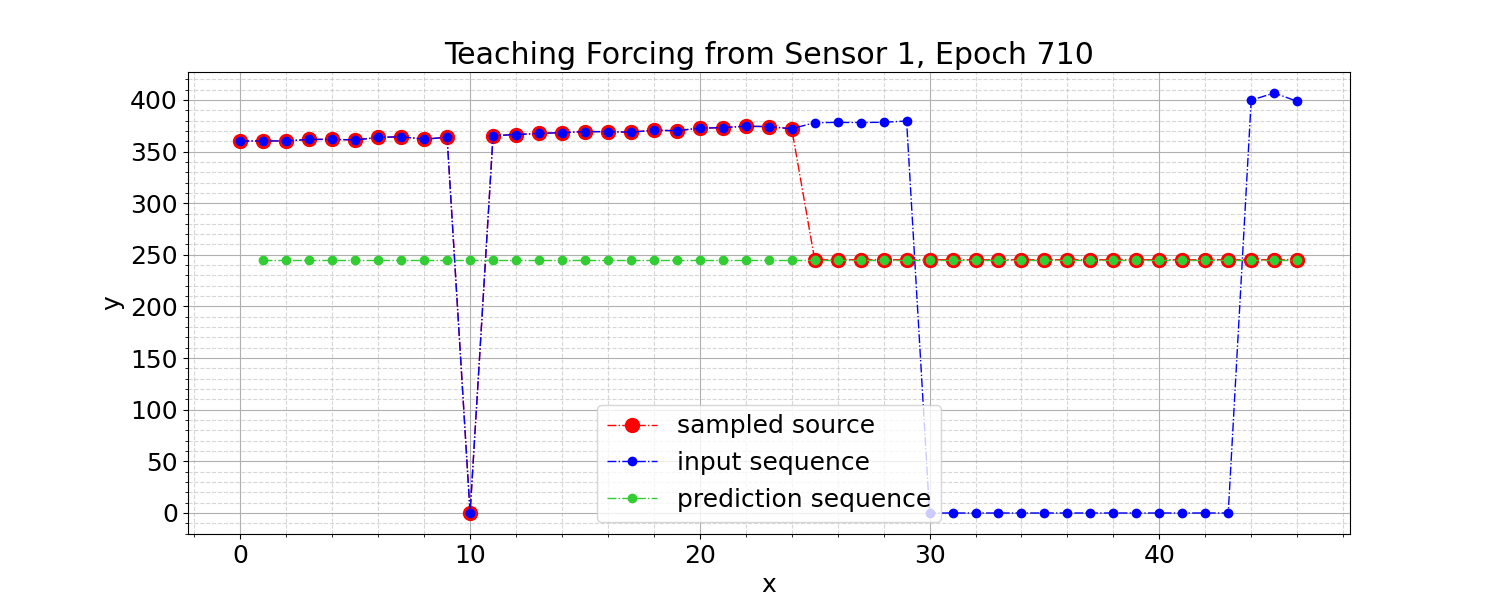 Teaching Forcing from Sensor 1, Epoch 710
400
350
300
250
200
150
100
50
0
y
sampled source
input sequence
prediction sequence
0 10 20 30 40
x